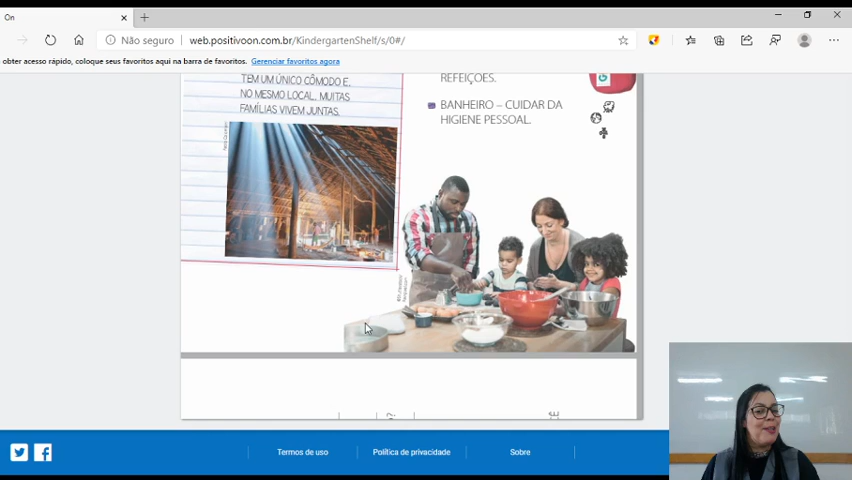 On
Não seguro
web.positivoon.com.br/KindergartenShelf/s/0#/
obter acesso rápido, coloque seus favoritos aqui na barra de favoritos. Gerenciar favoritos agora
TEM UM ÚNICO CÔMODO E,
NO MESMO LOCAL, MUITAS
FAMÍLIAS VIVEM JUNTAS.
REFEIÇÕES.
BANHEIRO – CUIDAR DA
HIGIENE PESSOAL.
Termos de uso
Política de privacidade
Sobre